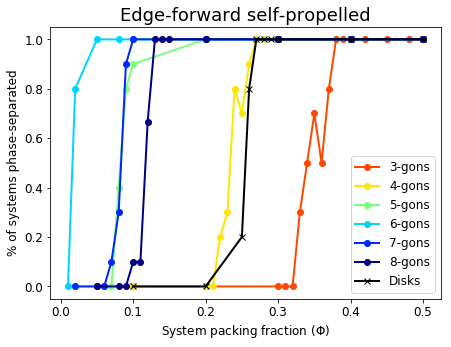 Edge-forward self-propelled
% of systems phase-separated
1.0
0.8
0.6
0.4
0.2
0.0
3-gons
4-gons
5-gons
6-gons
7-gons
8-gons
Disks
0.0 0.1 0.2 0.3 0.4 0.5
System packing fraction (Φ)